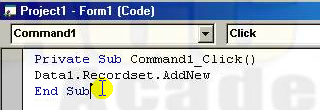 Project1 - Form1 (Code)
Command1 Click
Private Sub Command1_Click()
Data1.Recordset.AddNew
End Sub